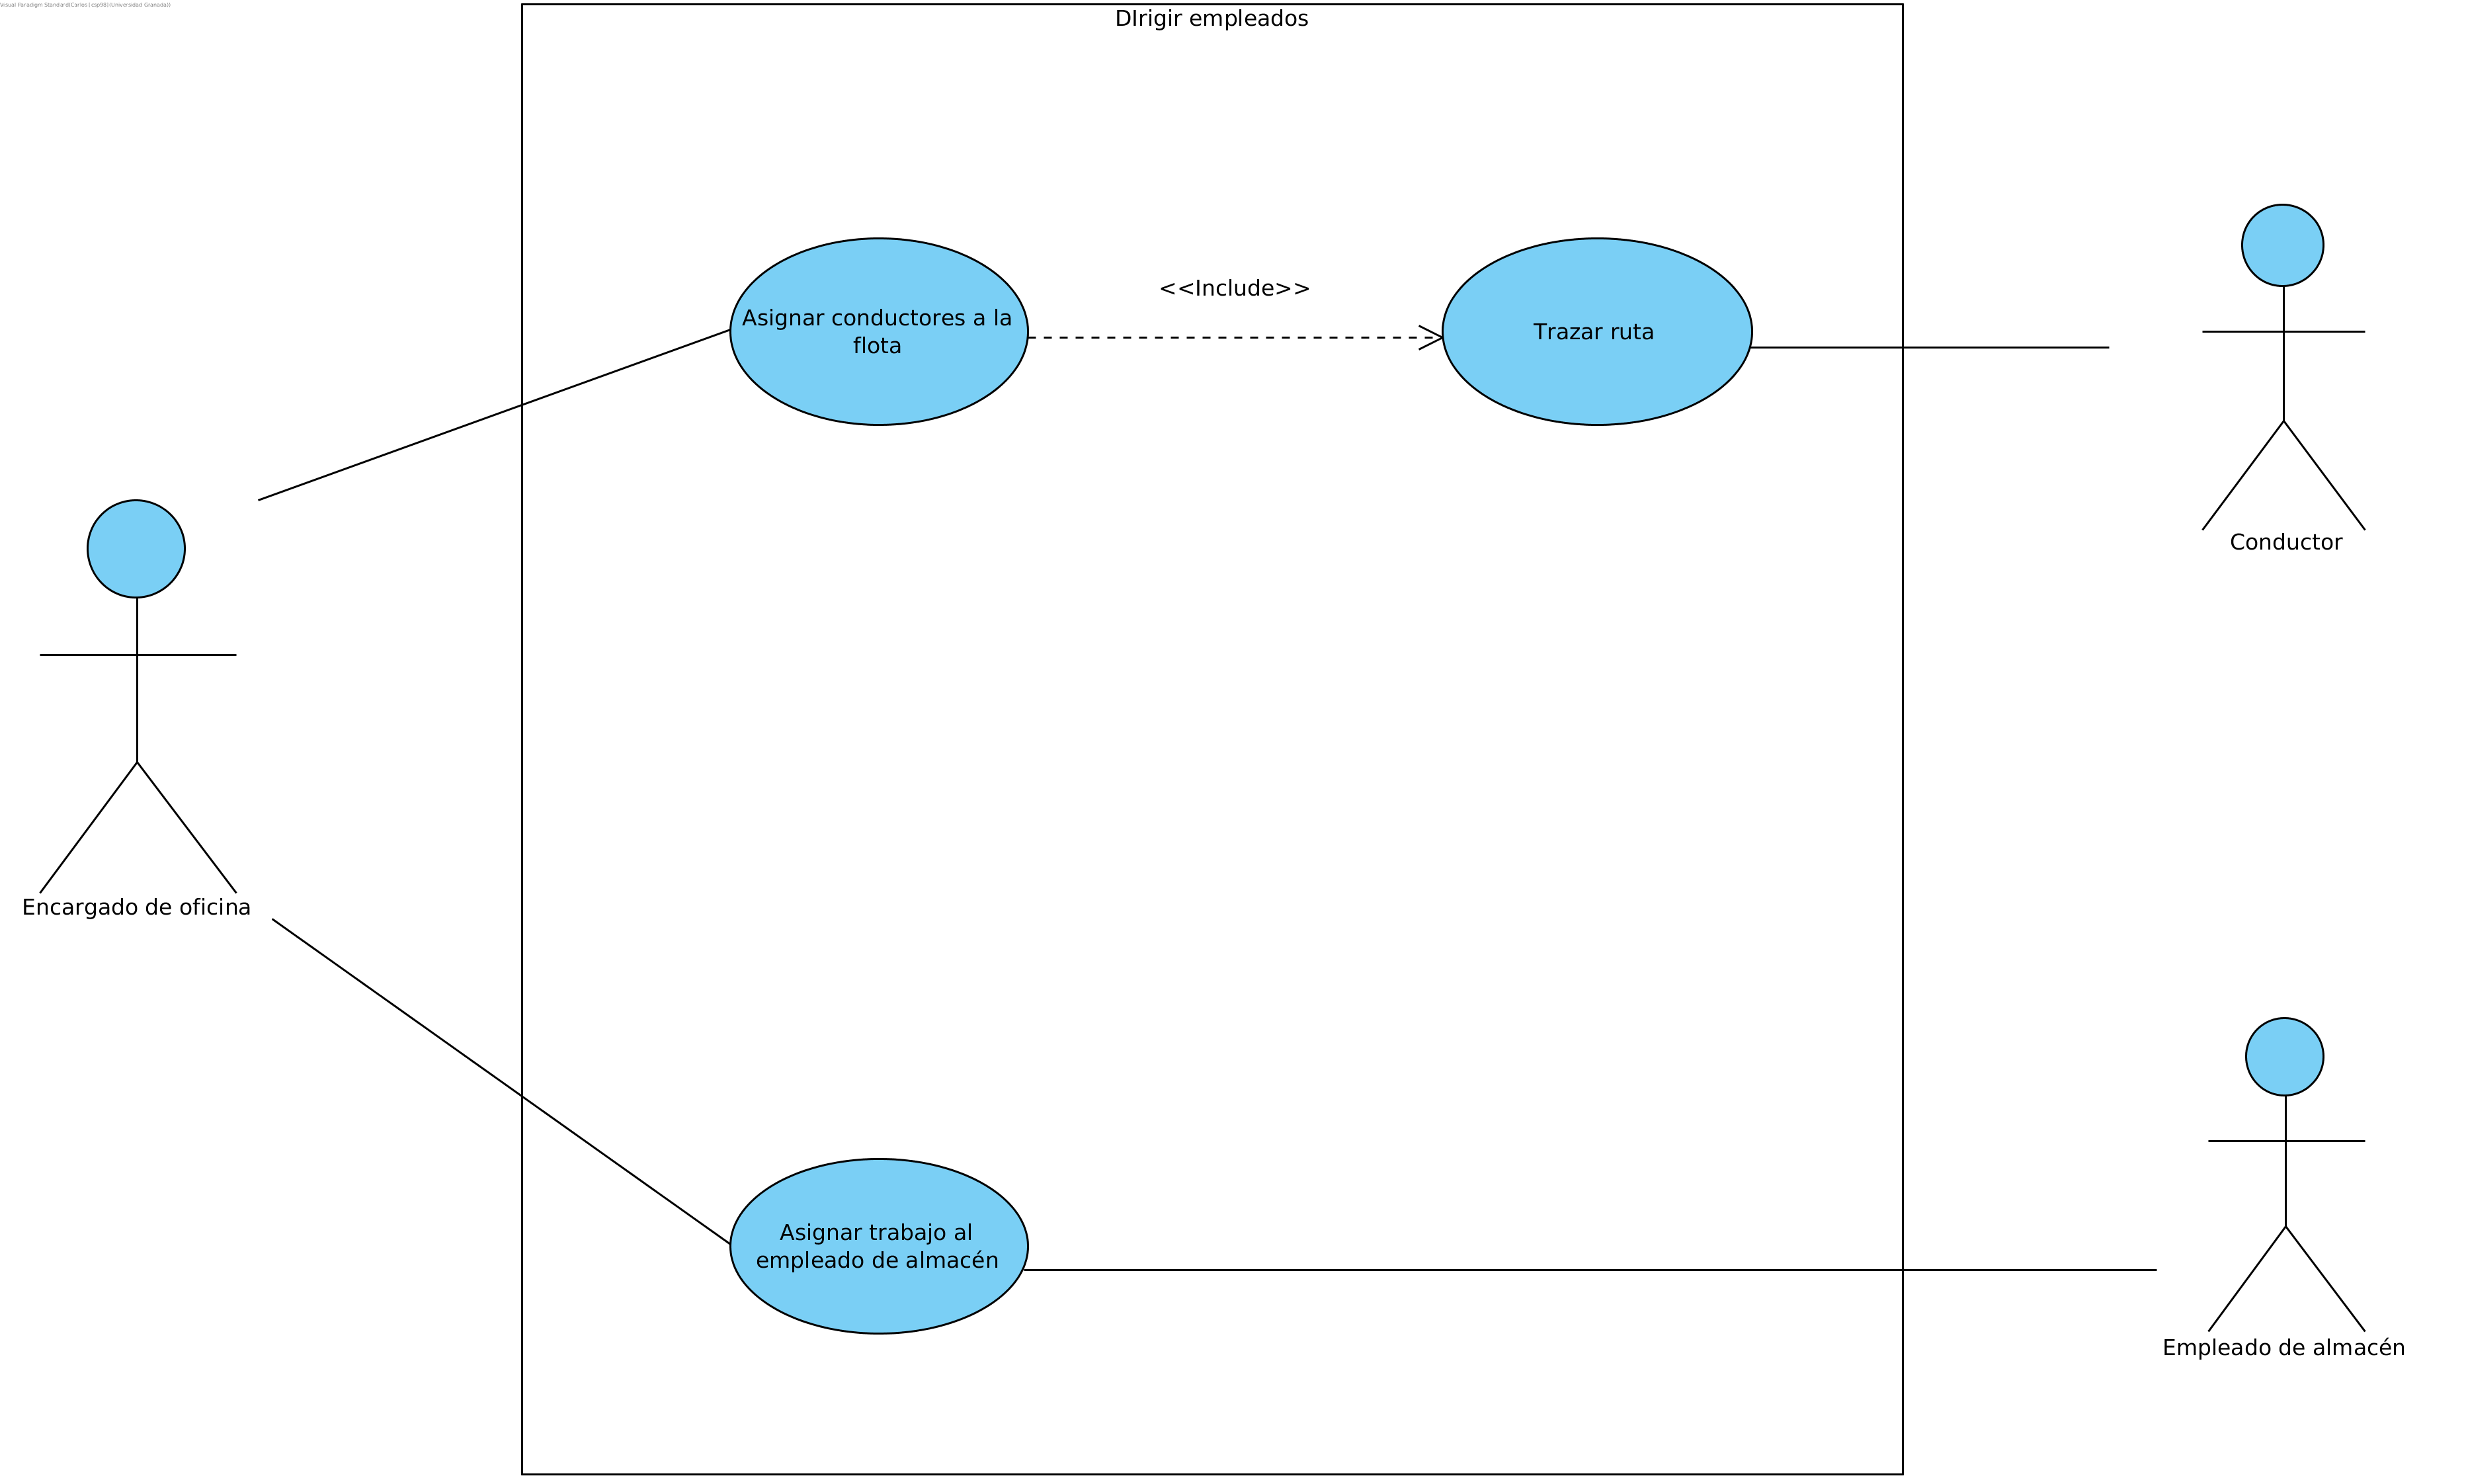 Visual Paradigm Standard(Carlos|csp98|(Universidad Granada))
DIrigir empleados
<<Include>>
Asignar conductores a la
flota
Trazar ruta
Conductor
Encargado de oficina
Asignar trabajo al
empleado de almacén
Empleado de almacén